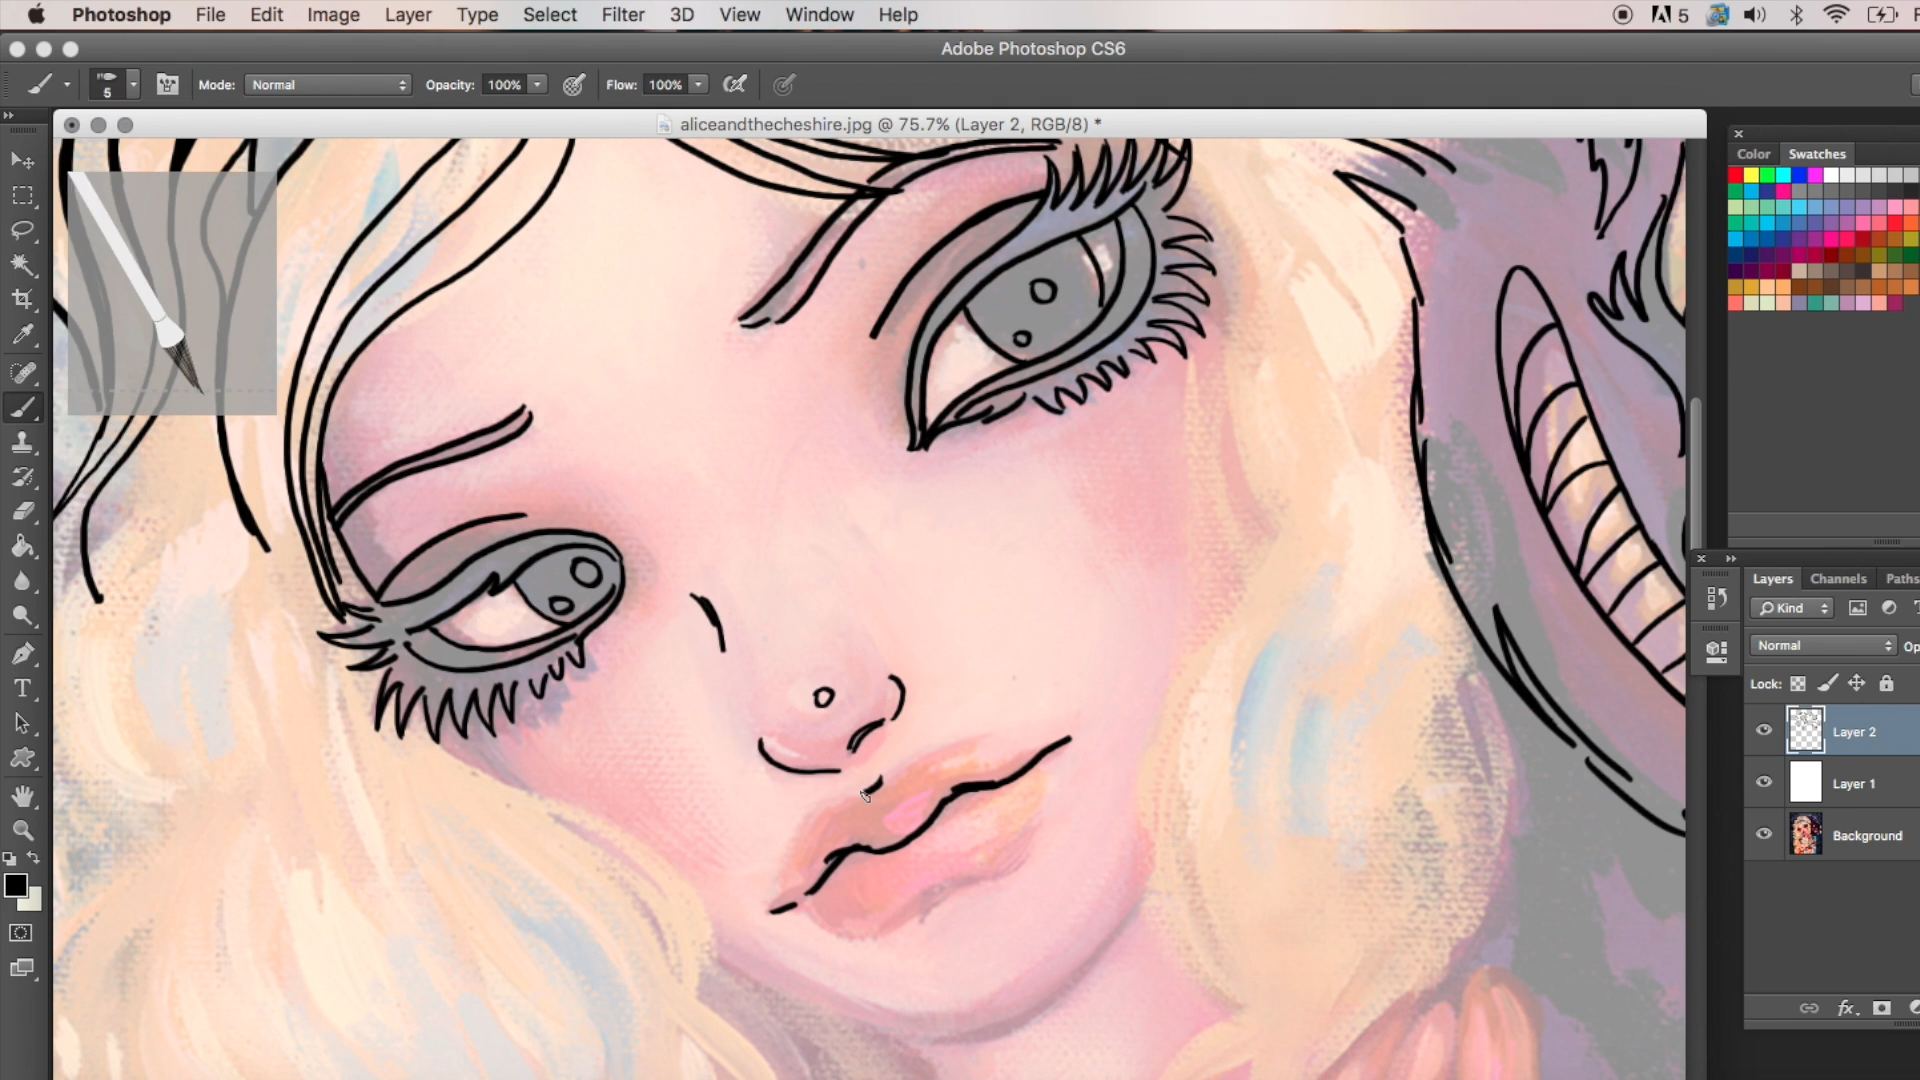 Photoshop File Edit Image Layer Type Select Filter 3D View Window Help 5
Adobe Photoshop CS6
5 Mode: Normal Opacity: 100% Flow: 100%
aliceandthecheshire.jpg @ 75.7% (Layer 2, RGB/8) *
Color Swatches
Layers Channels Paths
Kind
Normal Op
Lock:
Layer 2
Layer 1
Background
fx